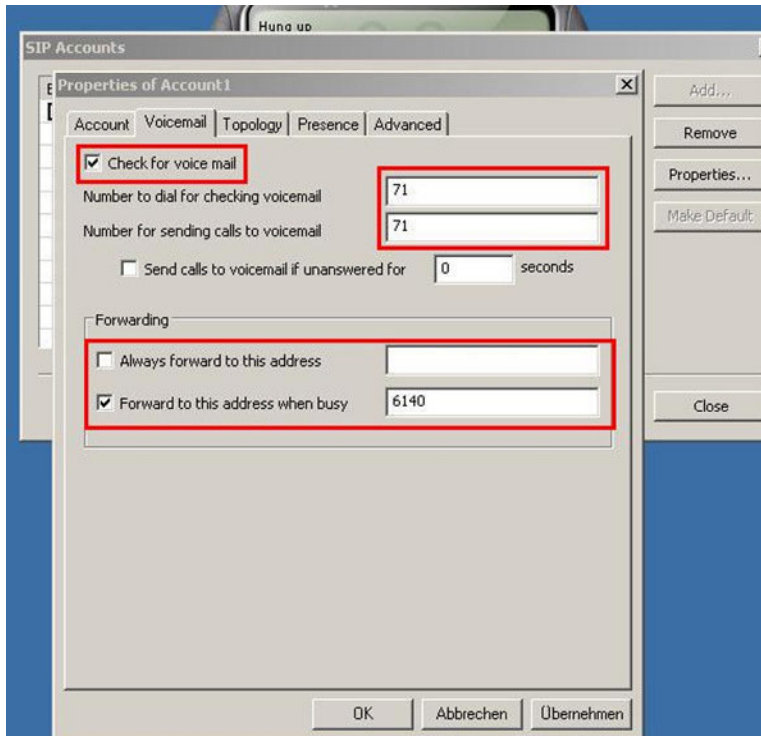 Hung up
SIP Accounts
Properties of Account1
Account Voicemail Topology Presence Advanced
Check for voice mail
Number to dial for checking voicemail 71
Number for sending calls to voicemail 71
Send calls to voicemail if unanswered for 0 seconds
Forwarding
Always forward to this address
Forward to this address when busy 6140
OK Abbrechen Übernehmen
Add...
Remove
Properties...
Make Default
Close